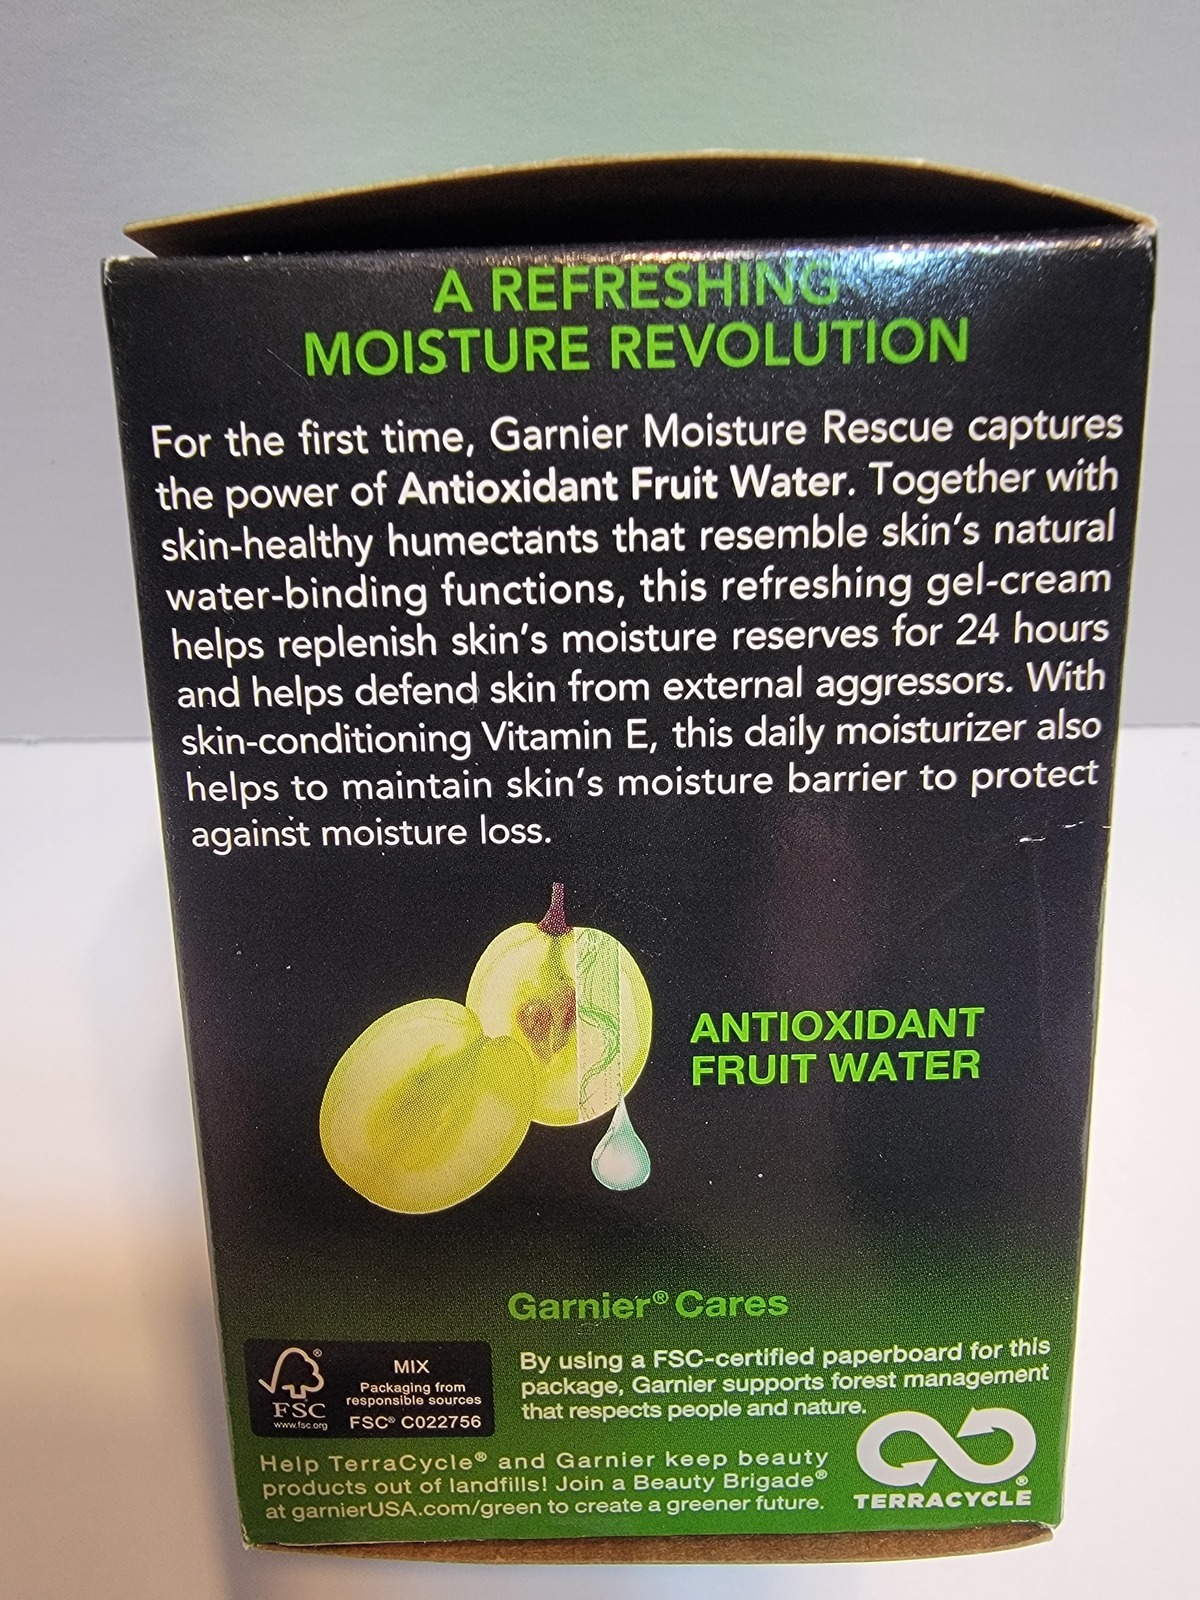 A REFRESHING
MOISTURE REVOLUTION
For the first time, Garnier Moisture Rescue captures
the power of Antioxidant Fruit Water. Together with
skin-healthy humectants that resemble skin's natural
water-binding functions, this refreshing gel-cream
helps replenish skin's moisture reserves for 24 hours
and helps defend skin from external aggressors. With
skin-conditioning Vitamin E, this daily moisturizer also
helps to maintain skin's moisture barrier to protect
against moisture loss.
ANTIOXIDANT
FRUIT WATER
Garnier® Cares
®
FSC
www.fsc.org
MIX
Packaging from
responsible sources
FSC® C022756
By using a FSC-certified paperboard for this
package, Garnier supports forest management
that respects people and nature.
Help TerraCycle® and Garnier keep beauty
products out of landfills! Join a Beauty Brigade®
at garnierUSA.com/green to create a greener future.
®
TERRACYCLE